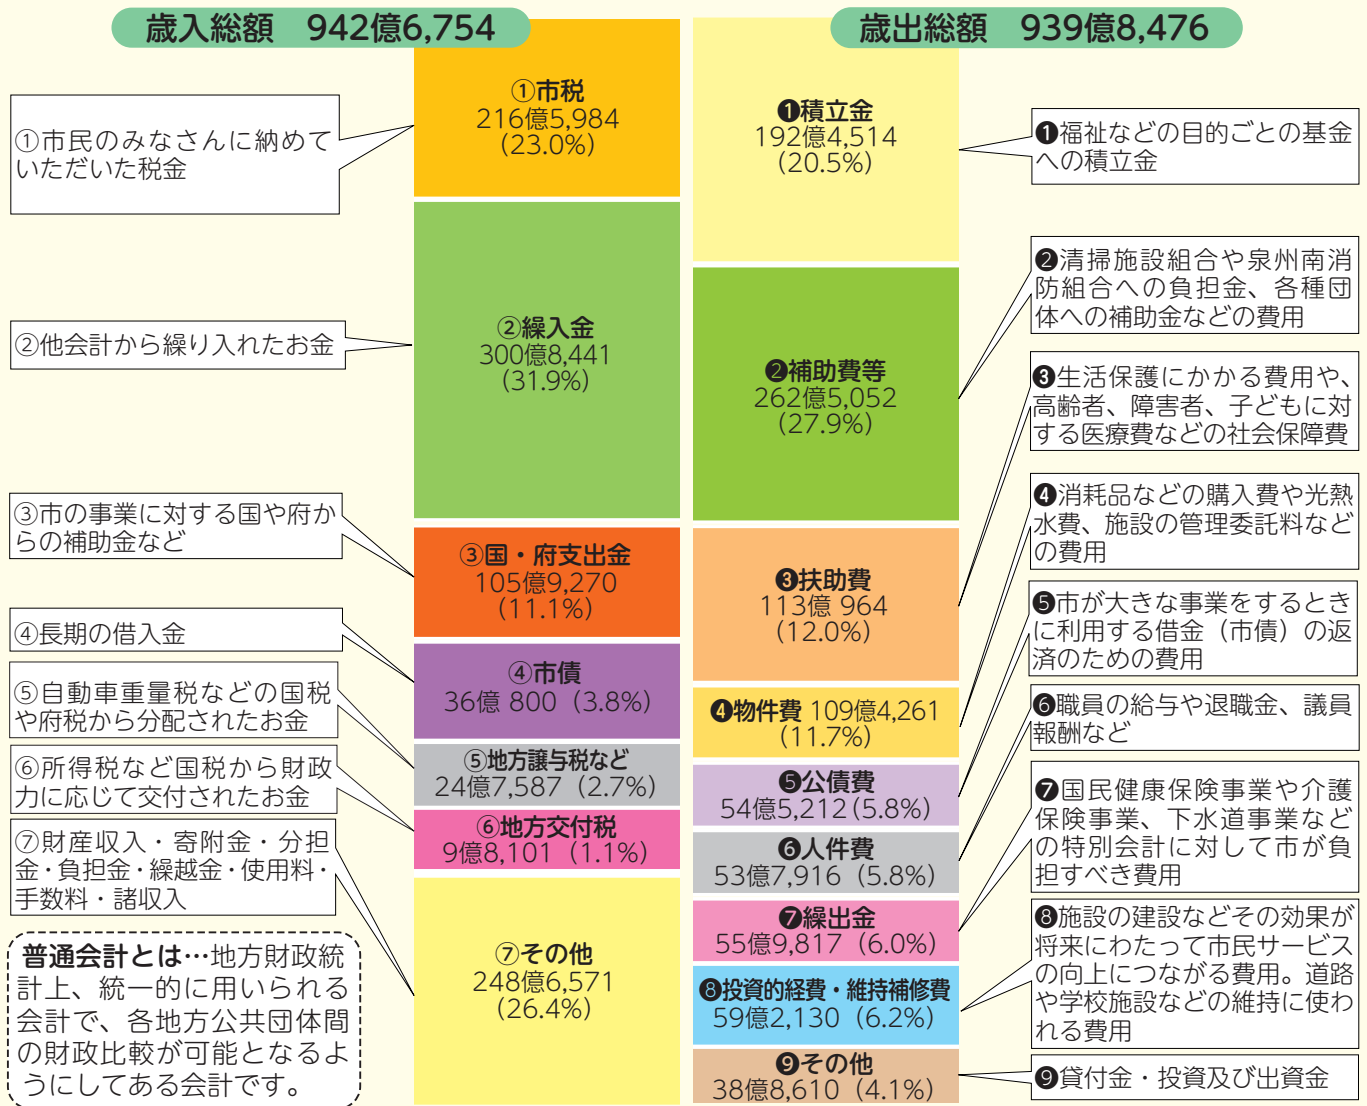 歳入総額　942億6,754
歳出総額　939億8,476
①市民のみなさんに納めて
いただいた税金
②他会計から繰り入れたお金
③市の事業に対する国や府か
らの補助金など
④長期の借入金
⑤自動車重量税などの国税
や府税から分配されたお金
⑥所得税など国税から財政
力に応じて交付されたお金
⑦財産収入・寄附金・分担
金・負担金・繰越金・使用料・
手数料・諸収入
普通会計とは…地方財政統
計上、統一的に用いられる
会計で、各地方公共団体間
の財政比較が可能となるよ
うにしてある会計です。
①市税
216億5,984
(23.0%)
②繰入金
300億8,441
(31.9%)
③国・府支出金
105億9,270
(11.1%)
④市債
36億 800（3.8%）
⑤地方譲与税など
24億7,587（2.7%）
⑥地方交付税
9億8,101（1.1%）
⑦その他
248億6,571
(26.4%)
❶積立金
192億4,514
(20.5%)
❷補助費等
262億5,052
(27.9%)
❸扶助費
113億 964
(12.0%)
❹物件費 109億4,261
(11.7%)
❺公債費
54億5,212(5.8%)
❻人件費
53億7,916（5.8%）
❼繰出金
55億9,817（6.0%）
❽投資的経費・維持補修費
59億2,130（6.2%）
❾その他
38億8,610（4.1%）
❶福祉などの目的ごとの基金
への積立金
❷清掃施設組合や泉州南消
防組合への負担金、各種団
体への補助金などの費用
❸生活保護にかかる費用や、
高齢者、障害者、子どもに対
する医療費などの社会保障費
❹消耗品などの購入費や光熱
水費、施設の管理委託料など
の費用
❺市が大きな事業をするとき
に利用する借金（市債）の返
済のための費用
❻職員の給与や退職金、議員
報酬など
❼国民健康保険事業や介護
保険事業、下水道事業など
の特別会計に対して市が負
担すべき費用
❽施設の建設などその効果が
将来にわたって市民サービス
の向上につながる費用。道路
や学校施設などの維持に使わ
れる費用
❾貸付金・投資及び出資金